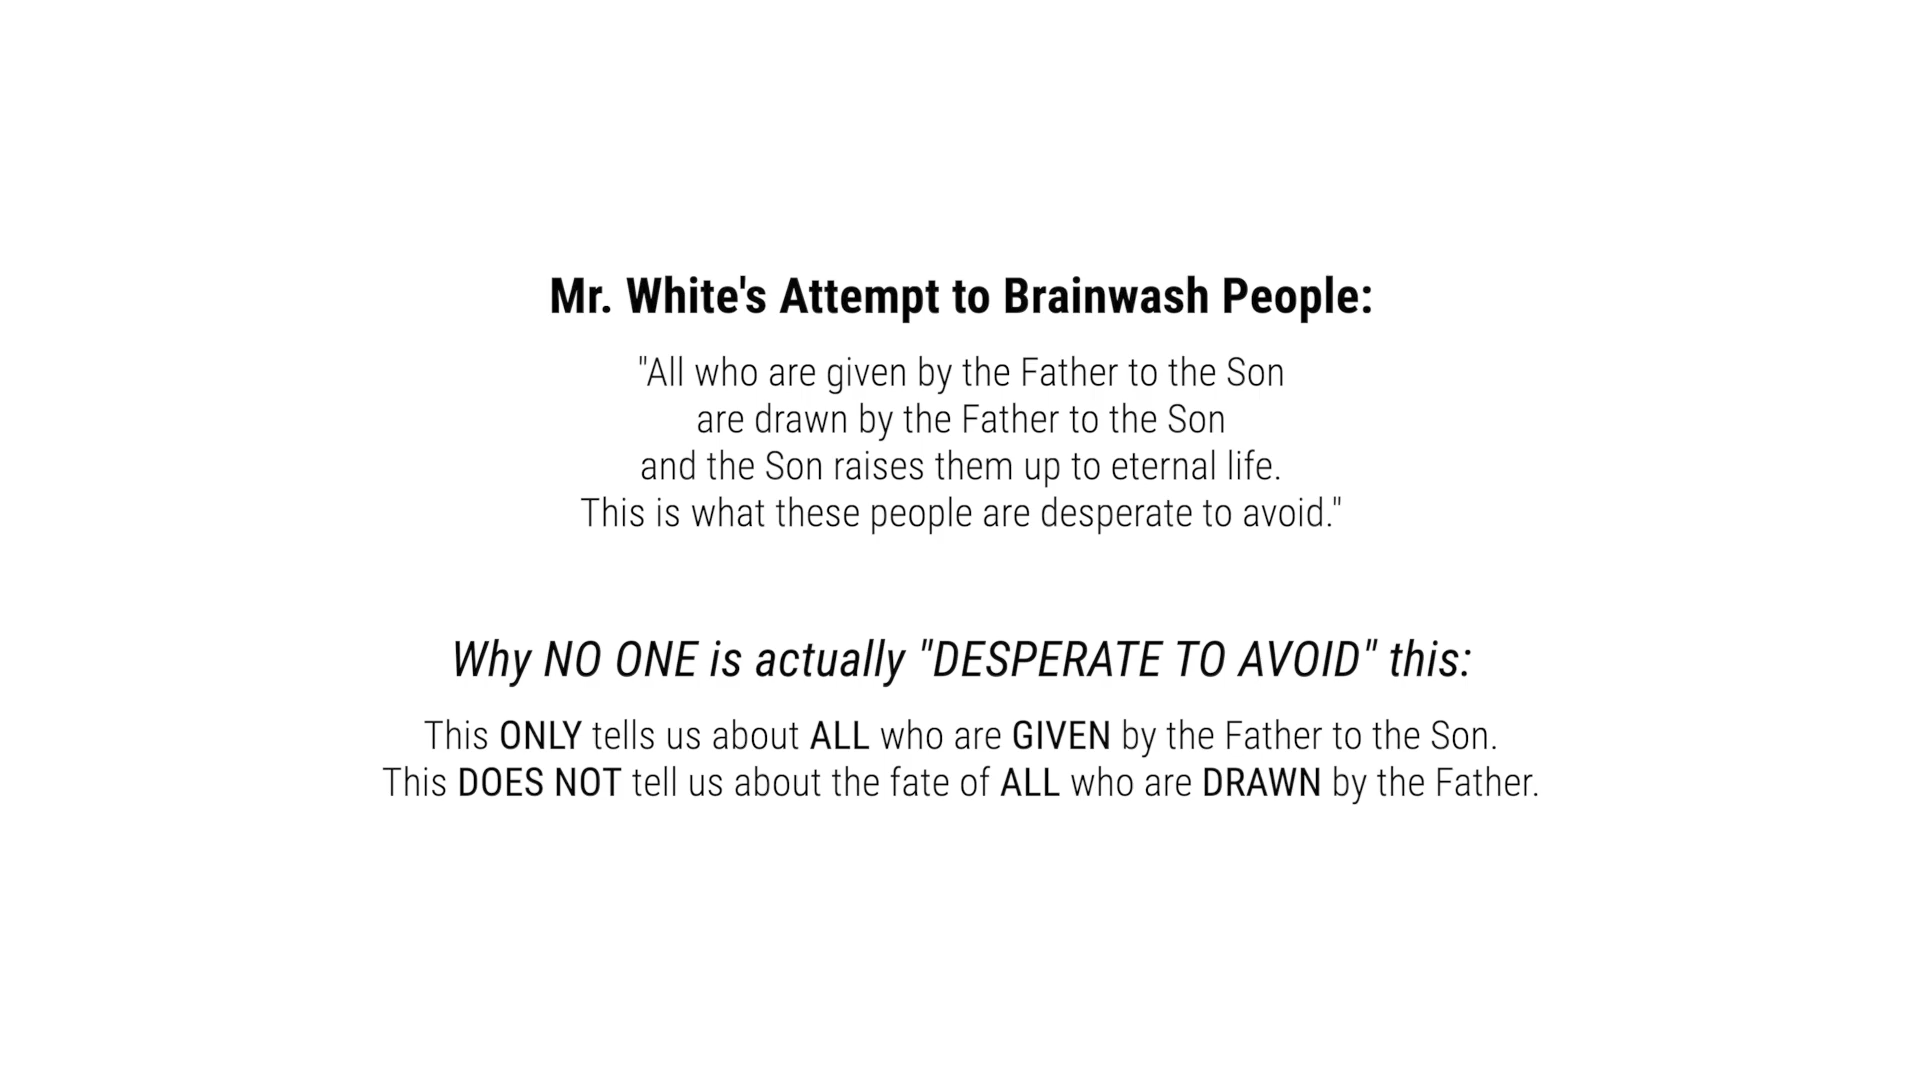 Mr. White's Attempt to Brainwash People:
"All who are given by the Father to the Son
are drawn by the Father to the Son
and the Son raises them up to eternal life.
This is what these people are desperate to avoid."
Why NO ONE is actually "DESPERATE TO AVOID" this:
This ONLY tells us about ALL who are GIVEN by the Father to the Son.
This DOES NOT tell us about the fate of ALL who are DRAWN by the Father.